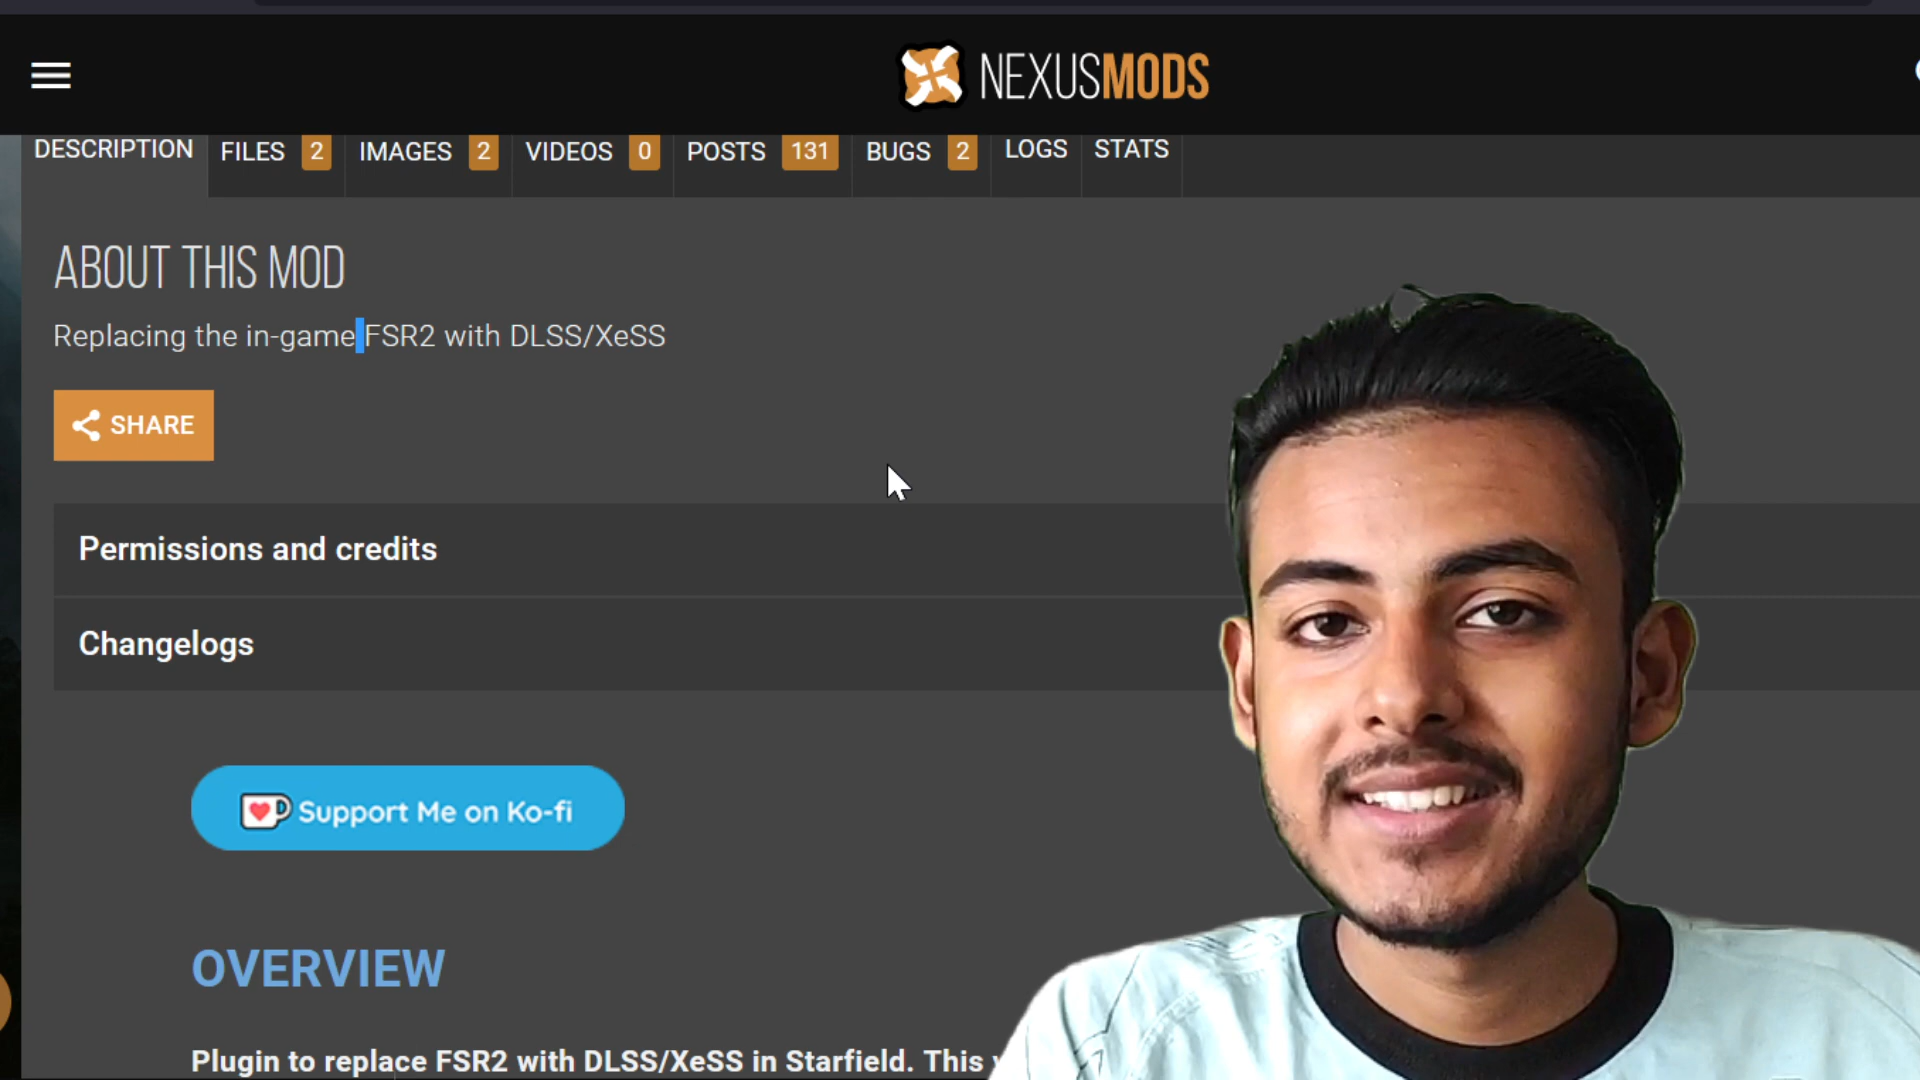 NEXUSMODS
DESCRIPTION FILES 2 IMAGES 2 VIDEOS 0 POSTS 131 BUGS 2 LOGS STATS
ABOUT THIS MOD
Replacing the in-game FSR2 with DLSS/XeSS
SHARE
Permissions and credits
Changelogs
Support Me on Ko-fi
OVERVIEW
Plugin to replace FSR2 with DLSS/XeSS in Starfield. This